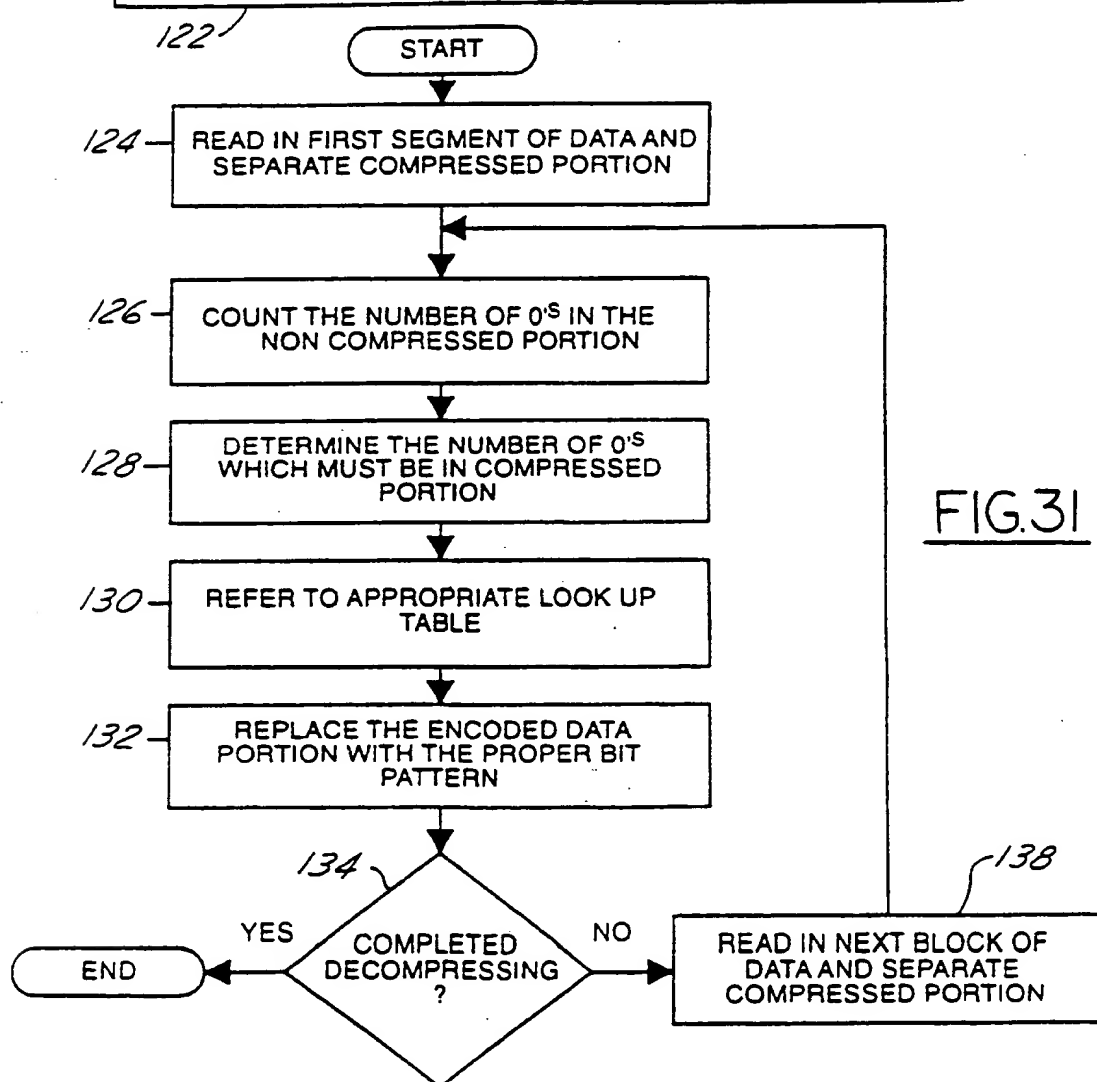 122
START
124
READ IN FIRST SEGMENT OF DATA AND
SEPARATE COMPRESSED PORTION
126
COUNT THE NUMBER OF 0'S IN THE
NON COMPRESSED PORTION
128
DETERMINE THE NUMBER OF 0'S
WHICH MUST BE IN COMPRESSED
PORTION
FIG.31
130
REFER TO APPROPRIATE LOOK UP
TABLE
132
REPLACE THE ENCODED DATA
PORTION WITH THE PROPER BIT
PATTERN
134
138
YES
NO
END
COMPLETED
DECOMPRESSING
?
READ IN NEXT BLOCK OF
DATA AND SEPARATE
COMPRESSED PORTION